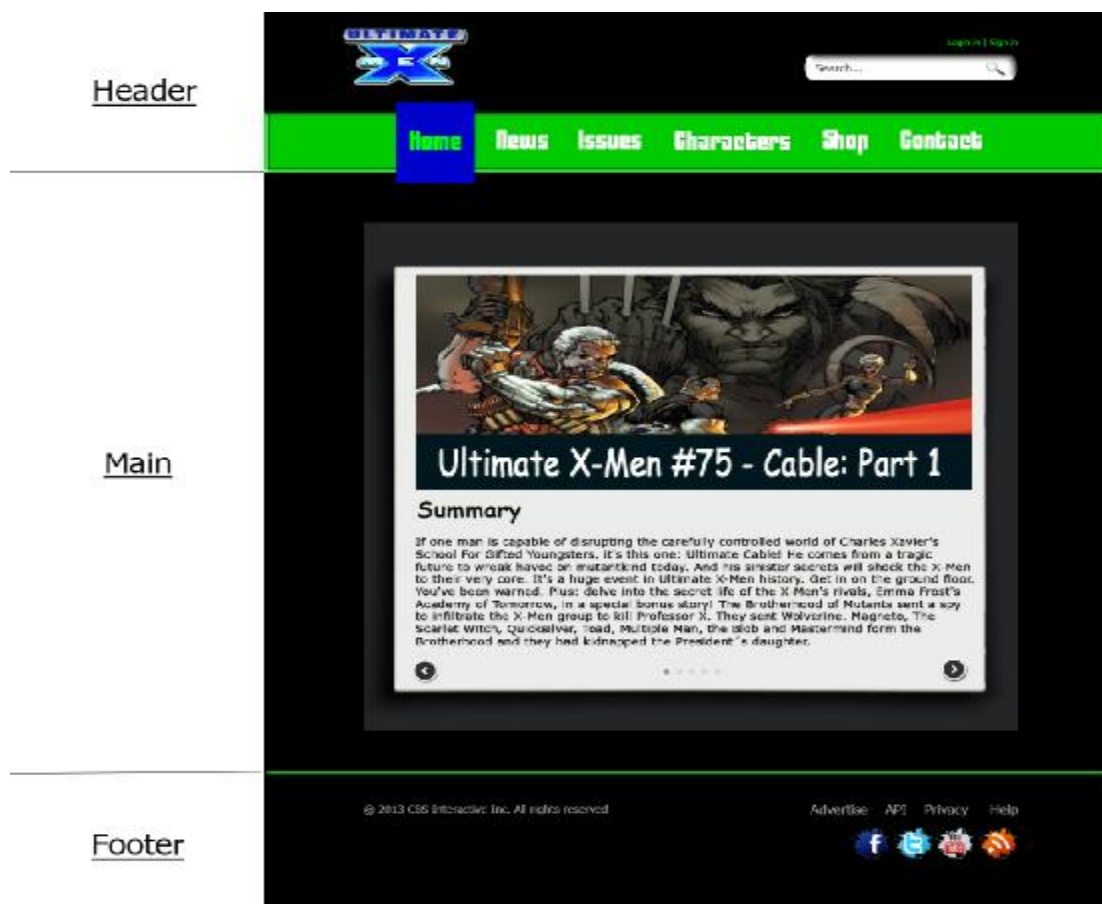 ULTIMATE
X
MEN
Log in | Sign in
Search...
Header
Home News Issues Characters Shop Contact
Ultimate X-Men #75 - Cable: Part 1
Main
Summary
If one man is capable of disrupting the carefully controlled world of Charles Xavier's
School For Gifted Youngsters, it's this one: Ultimate Cable! He comes from a tragic
future to wreak havoc on mutantkind today. And his sinister secrets will shock the X-Men
to their very core. It's a huge event in Ultimate X-Men history. Get in on the ground floor.
You've been warned. Plus: delve into the secret life of the X-Men's rivals, Emma Frost's
Academy of Tomorrow, in a special bonus story! The Brotherhood of Mutants sent a spy
to infiltrate the X-Men group to kill Professor X. They sent Wolverine. Magneto, The
Scarlet Witch, Quicksilver, Toad, Multiple Man, the Blob and Mastermind form the
Brotherhood and they had kidnapped the President´s daughter.
© 2013 CBS Interactive Inc. All rights reserved
Advertise API Privacy Help
Footer